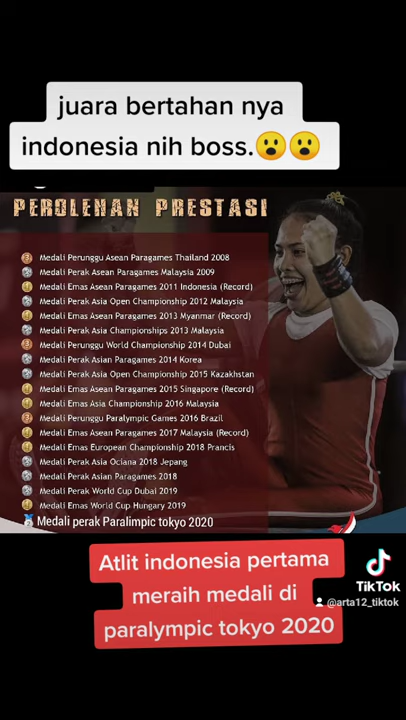 juara bertahan nya
indonesia nih boss.😮😮
PEROLEHAN PRESTASI
Medali Perunggu Asean Paragames Thailand 2008
Medali Perak Asean Paragames Malaysia 2009
Medali Emas Asean Paragames 2011 Indonesia (Record)
Medali Perak Asia Open Championship 2012 Malaysia
Medali Emas Asean Paragames 2013 Myanmar (Record)
Medali Perak Asia Championships 2013 Malaysia
Medali Perunggu World Championship 2014 Dubai
Medali Perak Asian Paragames 2014 Korea
Medali Perak Asia Open Championship 2015 Kazakhstan
Medali Emas Asean Paragames 2015 Singapore (Record)
Medali Emas Asia Championship 2016 Malaysia
Medali Perunggu Paralympic Games 2016 Brazil
Medali Emas Asean Paragames 2017 Malaysia (Record)
Medali Emas European Championship 2018 Prancis
Medali Perak Asia Ociana 2018 Jepang
Medali Perak Asian Paragames 2018
Medali Perak World Cup Dubai 2019
Medali Emas World Cup Hungary 2019
Medali perak Paralimpic tokyo 2020
Atlit indonesia pertama
meraih medali di
paralympic tokyo 2020
TikTok
@arta12_tiktok